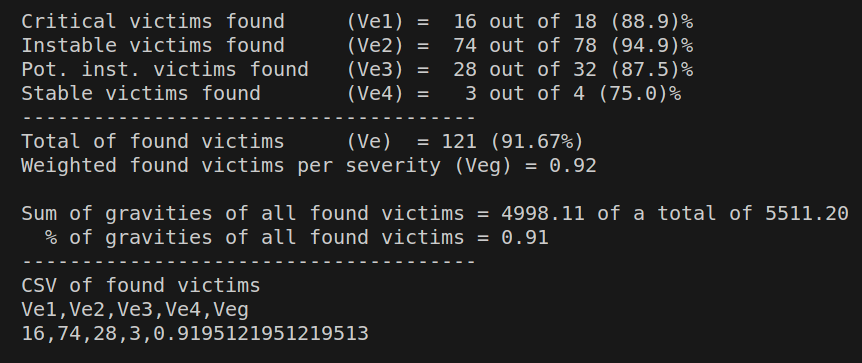 Critical victims found     (Ve1) =  16 out of 18 (88.9)%
Instable victims found     (Ve2) =  74 out of 78 (94.9)%
Pot. inst. victims found   (Ve3) =  28 out of 32 (87.5)%
Stable victims found       (Ve4) =   3 out of 4 (75.0)%
--------------------------------------
Total of found victims     (Ve)  = 121 (91.67%)
Weighted found victims per severity (Veg) = 0.92

Sum of gravities of all found victims = 4998.11 of a total of 5511.20
  % of gravities of all found victims = 0.91
--------------------------------------
CSV of found victims
Ve1,Ve2,Ve3,Ve4,Veg
16,74,28,3,0.9195121951219513